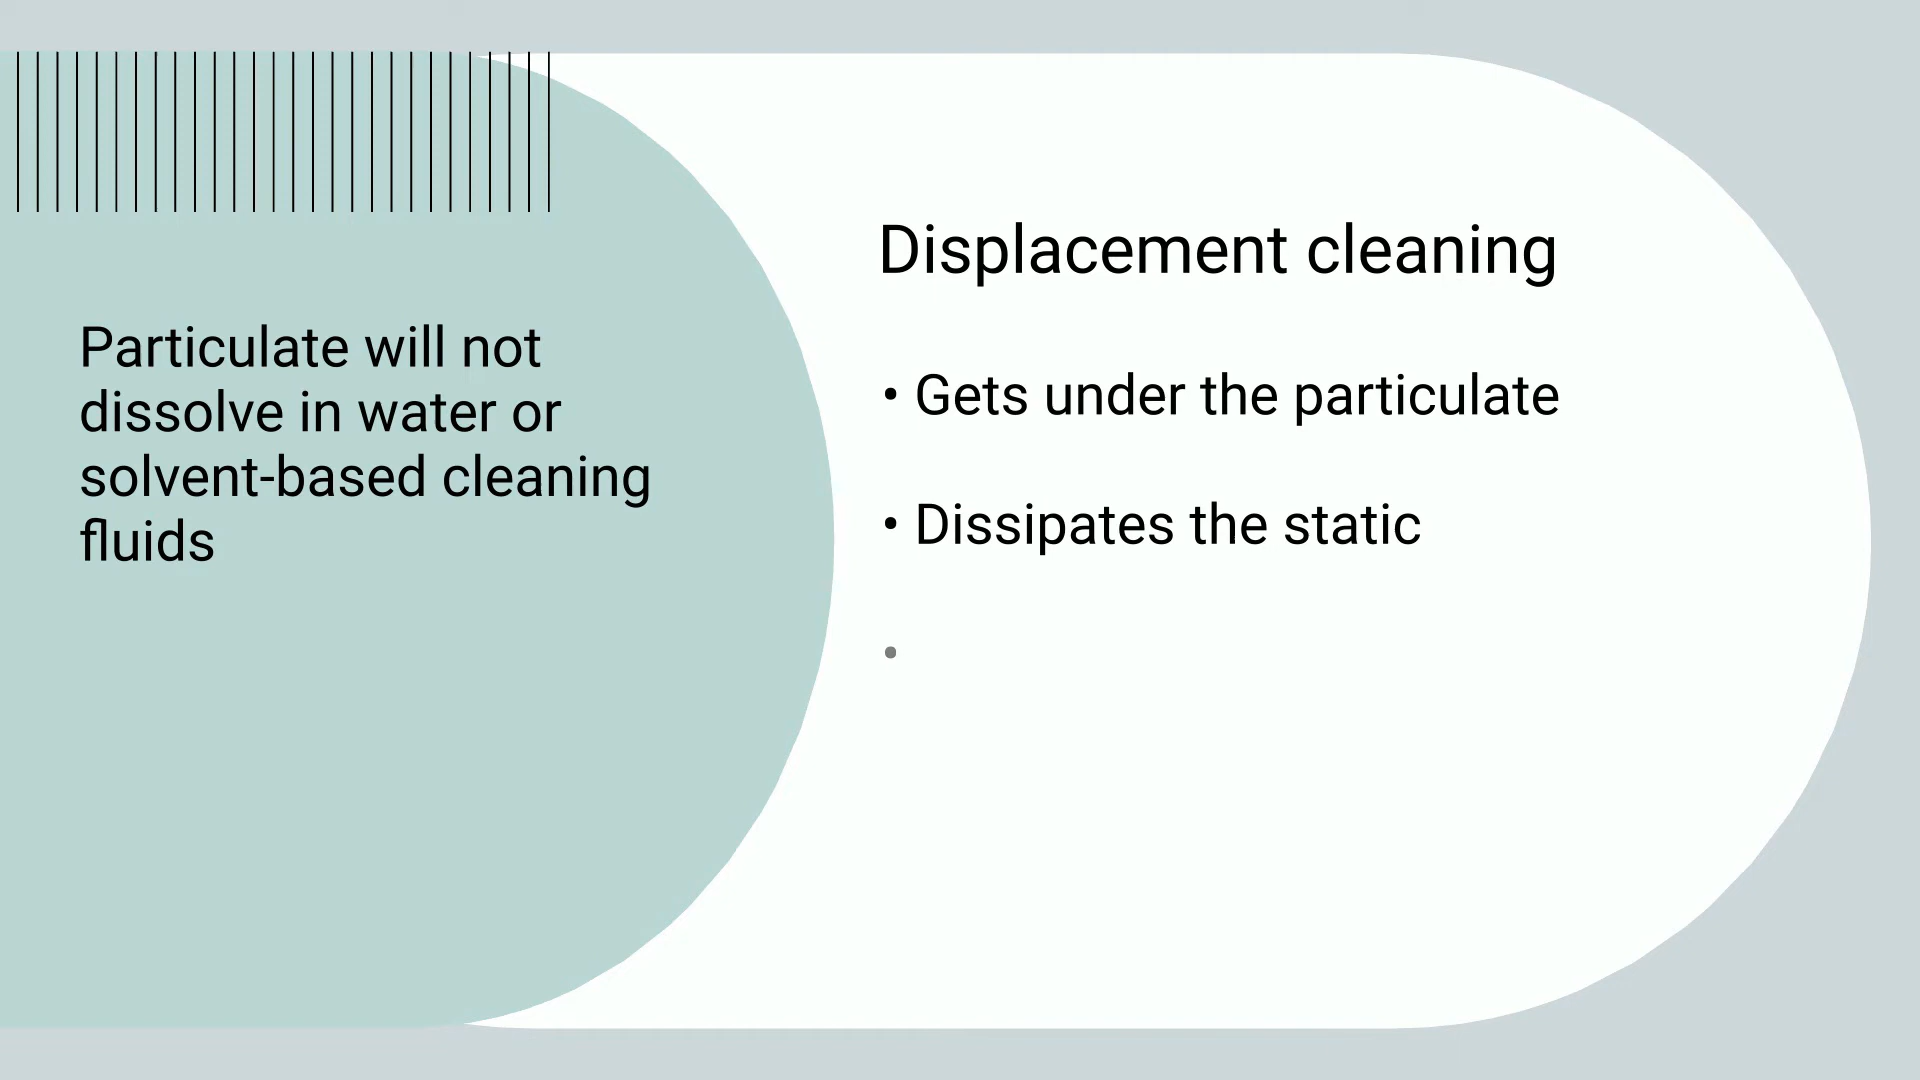 Particulate will not
dissolve in water or
solvent-based cleaning
fluids
Displacement cleaning
• Gets under the particulate
• Dissipates the static
•